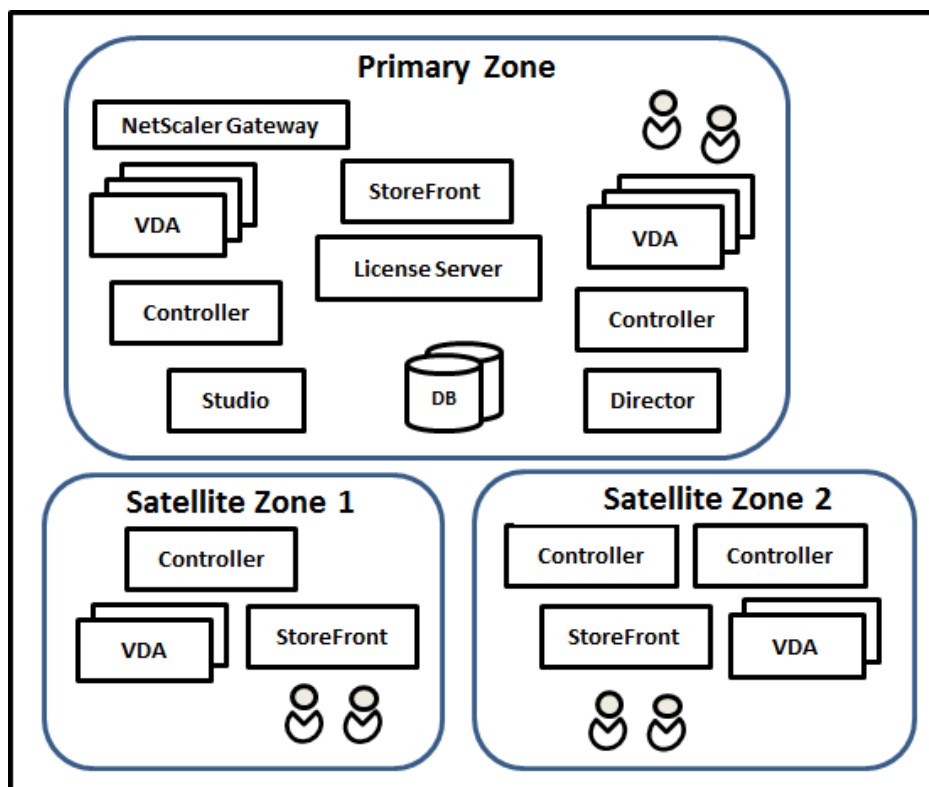 Primary Zone
NetScaler Gateway
StoreFront
VDA
VDA
License Server
Controller
Controller
Studio
DB
Director
Satellite Zone 1
Controller
VDA
StoreFront
Satellite Zone 2
Controller
Controller
StoreFront
VDA